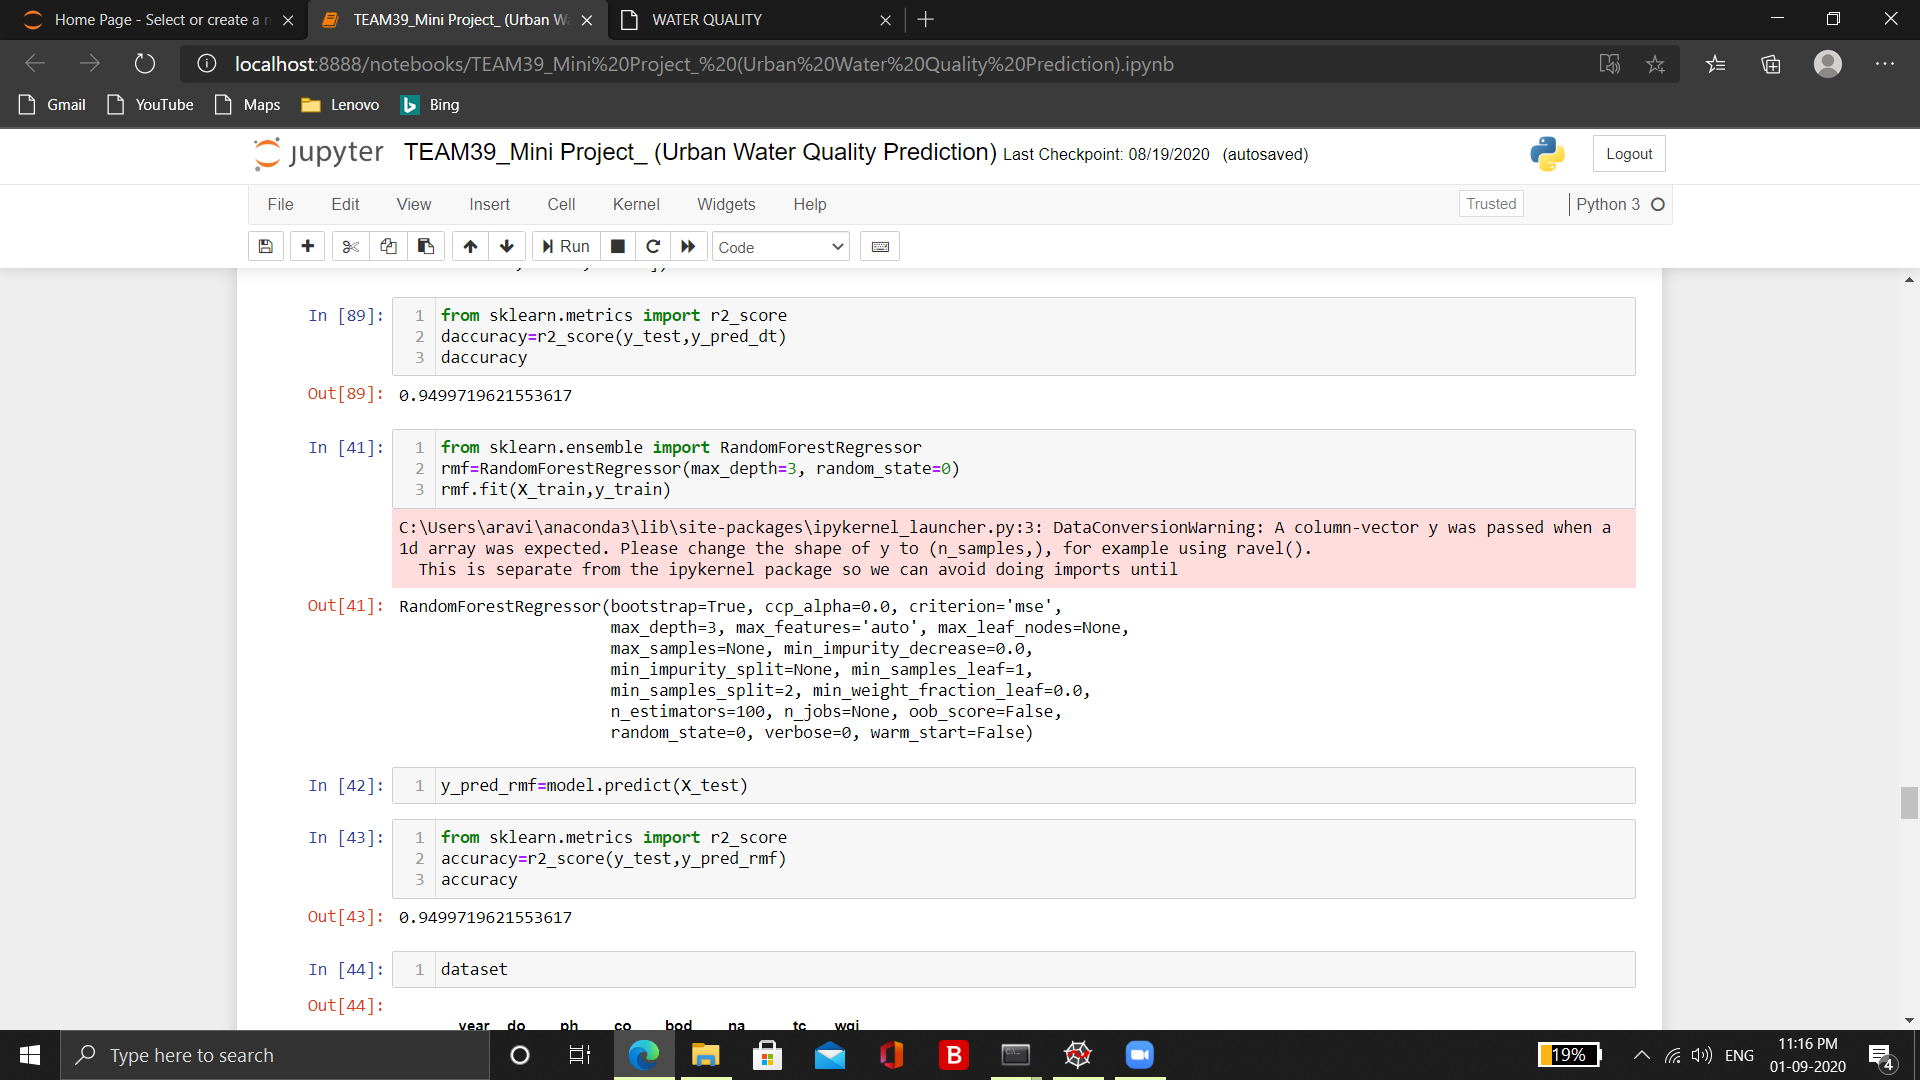 Home Page - Select or create a n
TEAM39_Mini Project_ (Urban Wa
WATER QUALITY
localhost:8888/notebooks/TEAM39_Mini%20Project_%20(Urban%20Water%20Quality%20Prediction).ipynb
Gmail YouTube Maps Lenovo Bing
jupyter TEAM39_Mini Project_ (Urban Water Quality Prediction) Last Checkpoint: 08/19/2020 (autosaved)
Logout
File Edit View Insert Cell Kernel Widgets Help Trusted Python 3
Run Code
In [89]: 1 from sklearn.metrics import r2_score
2 daccuracy=r2_score(y_test,y_pred_dt)
3 daccuracy
Out[89]: 0.9499719621553617
In [41]: 1 from sklearn.ensemble import RandomForestRegressor
2 rmf=RandomForestRegressor(max_depth=3, random_state=0)
3 rmf.fit(X_train,y_train)
C:\Users\aravi\anaconda3\lib\site-packages\ipykernel_launcher.py:3: DataConversionWarning: A column-vector y was passed when a
1d array was expected. Please change the shape of y to (n_samples,), for example using ravel().
This is separate from the ipykernel package so we can avoid doing imports until
Out[41]: RandomForestRegressor(bootstrap=True, ccp_alpha=0.0, criterion='mse',
max_depth=3, max_features='auto', max_leaf_nodes=None,
max_samples=None, min_impurity_decrease=0.0,
min_impurity_split=None, min_samples_leaf=1,
min_samples_split=2, min_weight_fraction_leaf=0.0,
n_estimators=100, n_jobs=None, oob_score=False,
random_state=0, verbose=0, warm_start=False)
In [42]: 1 y_pred_rmf=model.predict(X_test)
In [43]: 1 from sklearn.metrics import r2_score
2 accuracy=r2_score(y_test,y_pred_rmf)
3 accuracy
Out[43]: 0.9499719621553617
In [44]: 1 dataset
Out[44]:
year do ph co bod na tc wqi
Type here to search
19% ENG
11:16 PM
01-09-2020
4